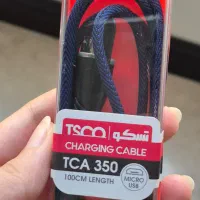 TSCO تسکو
CHARGING CABLE
TCA 350
100CM LENGTH
MICRO
USB